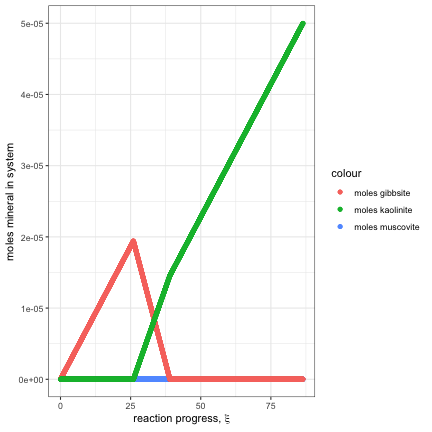 5e-05
4e-05
3e-05
2e-05
1e-05
0e+00
moles mineral in system
0 25 50 75
reaction progress, ξ
colour
moles gibbsite
moles kaolinite
moles muscovite